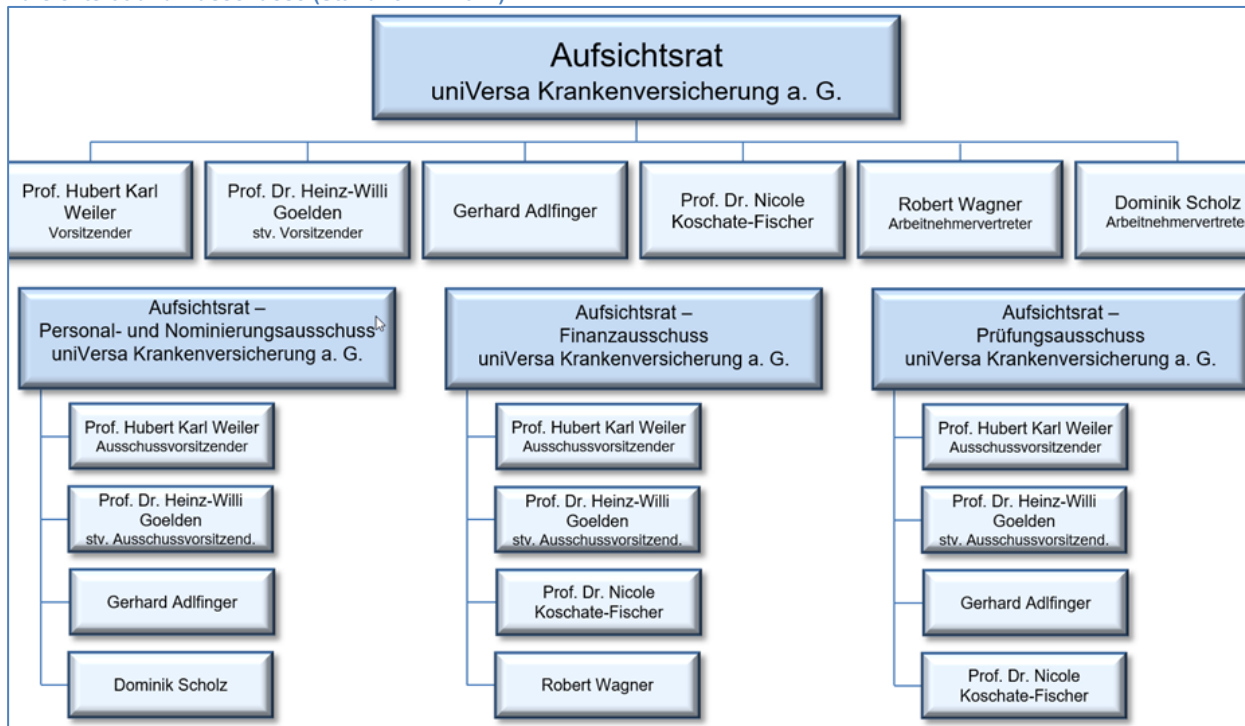 Aufsichtsrat
uniVersa Krankenversicherung a. G.
Prof. Hubert Karl
Weiler
Vorsitzender
Prof. Dr. Heinz-Willi
Goelden
stv. Vorsitzender
Gerhard Adlfinger
Prof. Dr. Nicole
Koschate-Fischer
Robert Wagner
Arbeitnehmervertreter
Dominik Scholz
Arbeitnehmervertrete
Aufsichtsrat –
Personal- und Nominierungsausschuss
uniVersa Krankenversicherung a. G.
Prof. Hubert Karl Weiler
Ausschussvorsitzender
Prof. Dr. Heinz-Willi
Goelden
stv. Ausschussvorsitzend.
Gerhard Adlfinger
Dominik Scholz
Aufsichtsrat –
Finanzausschuss
uniVersa Krankenversicherung a. G.
Prof. Hubert Karl Weiler
Ausschussvorsitzender
Prof. Dr. Heinz-Willi
Goelden
stv. Ausschussvorsitzend.
Prof. Dr. Nicole
Koschate-Fischer
Robert Wagner
Aufsichtsrat –
Prüfungsausschuss
uniVersa Krankenversicherung a. G.
Prof. Hubert Karl Weiler
Ausschussvorsitzender
Prof. Dr. Heinz-Willi
Goelden
stv. Ausschussvorsitzend.
Gerhard Adlfinger
Prof. Dr. Nicole
Koschate-Fischer